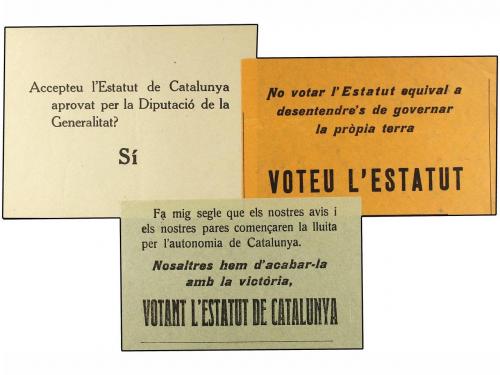 Accepteu l'Estatut de Catalunya
aprovat per la Diputació de la
Generalitat?
Sí
No votar l'Estatut equival a
desentendre's de governar
la pròpia terra
VOTEU L'ESTATUT
Fa mig segle que els nostres avis i
els nostres pares començaren la lluita
per l'autonomia de Catalunya.
Nosaltres hem d'acabar-la
amb la victòria,
VOTANT L'ESTATUT DE CATALUNYA